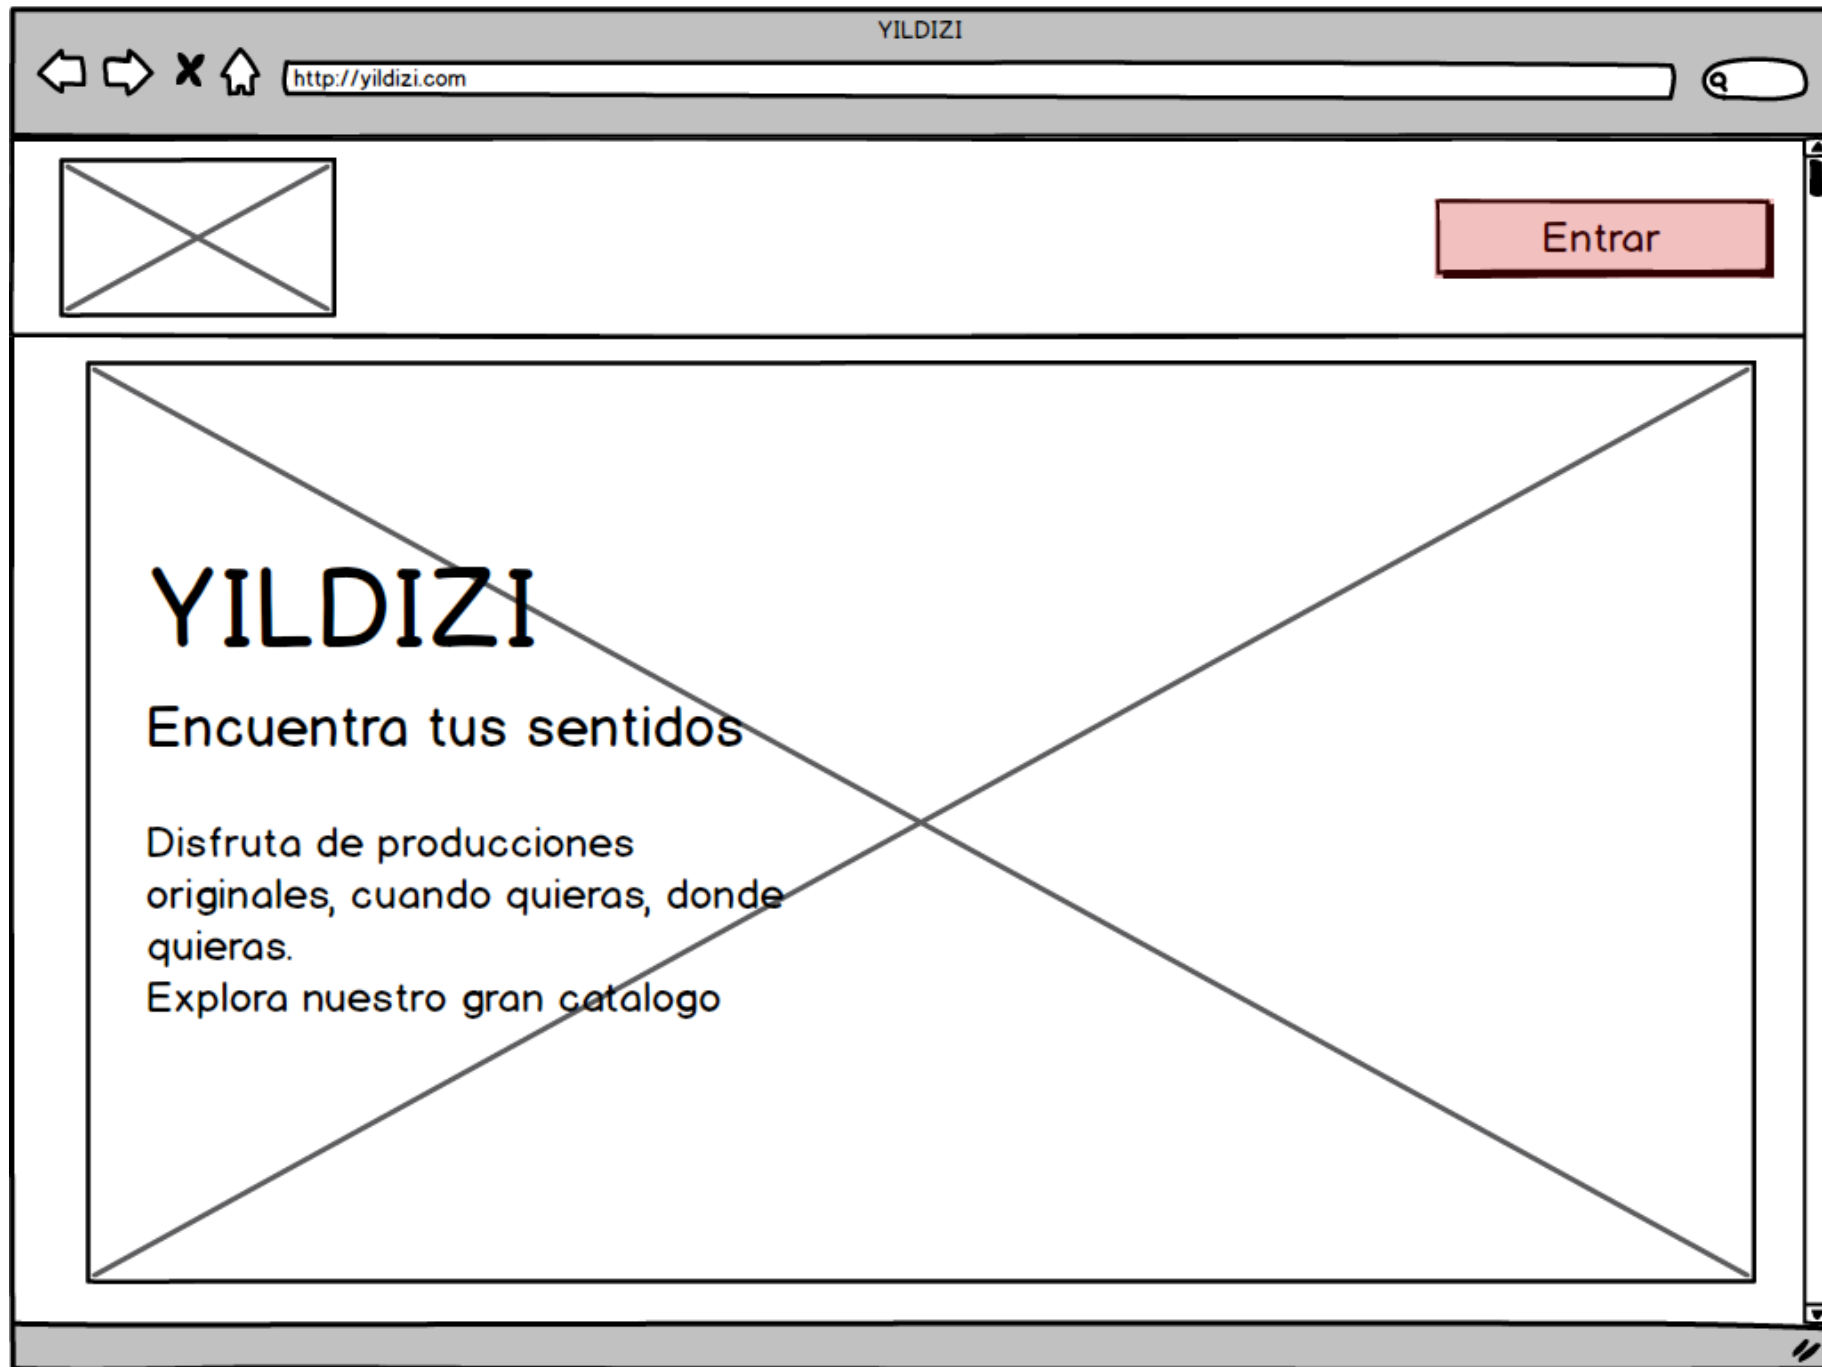 YILDIZI
http://yildizi.com
Entrar
YILDIZI
Encuentra tus sentidos
Disfruta de producciones
originales, cuando quieras, donde
quieras.
Explora nuestro gran catalogo